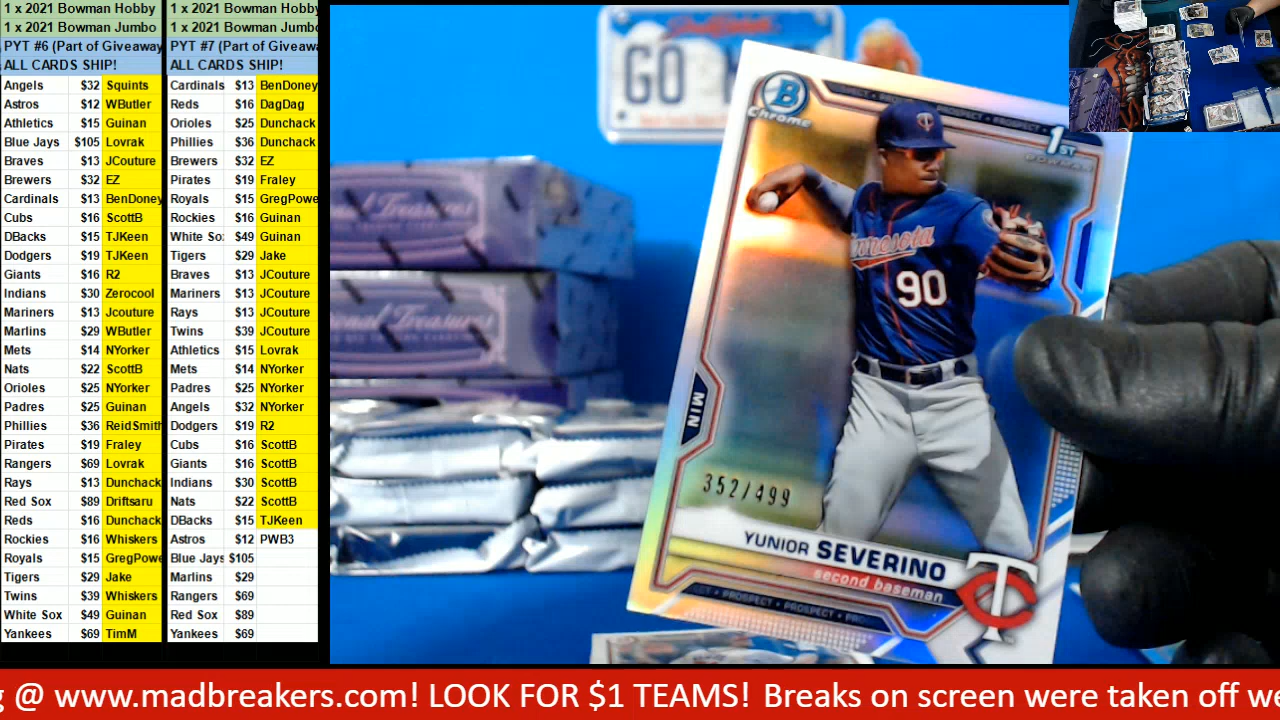 1 x 2021 Bowman Hobby
1 x 2021 Bowman Jumbo
PYT #6 (Part of Giveaway
ALL CARDS SHIP!
Angels $32 Squints
Astros $12 WButler
Athletics $15 Guinan
Blue Jays $105 Lovrak
Braves $13 JCouture
Brewers $32 EZ
Cardinals $13 BenDoney
Cubs $16 ScottB
DBacks $15 TJKeen
Dodgers $19 TJKeen
Giants $16 R2
Indians $30 Zerocool
Mariners $13 Jcouture
Marlins $29 WButler
Mets $14 NYorker
Nats $22 ScottB
Orioles $25 NYorker
Padres $25 Guinan
Phillies $36 ReidSmith
Pirates $19 Fraley
Rangers $69 Lovrak
Rays $13 Dunchack
Red Sox $89 Driftsaru
Reds $16 Dunchack
Rockies $16 Whiskers
Royals $15 GregPowe
Tigers $29 Jake
Twins $39 Whiskers
White Sox $49 Guinan
Yankees $69 TimM
1 x 2021 Bowman Hobby
1 x 2021 Bowman Jumb
PYT #7 (Part of Giveawa
ALL CARDS SHIP!
Cardinals $13 BenDoney
Reds $16 DagDag
Orioles $25 Dunchack
Phillies $36 Dunchack
Brewers $32 EZ
Pirates $19 Fraley
Royals $15 GregPowe
Rockies $16 Guinan
White So $49 Guinan
Tigers $29 Jake
Braves $13 JCouture
Mariners $13 JCouture
Rays $13 JCouture
Twins $39 JCouture
Athletics $15 Lovrak
Mets $14 NYorker
Padres $25 NYorker
Angels $32 NYorker
Dodgers $19 R2
Cubs $16 ScottB
Giants $16 ScottB
Indians $30 ScottB
Nats $22 ScottB
DBacks $15 TJKeen
Astros $12 PWB3
Blue Jays $105
Marlins $29
Rangers $69
Red Sox $89
Yankees $69
GO
B
Chrome
PROSPECT
1ST
BOWMAN
Minnesota
90
MIN
352/499
YUNIOR SEVERINO
second baseman
TC
PROSPECT • PROSPECT • PRO
Treasures
Treasures
g @ www.madbreakers.com! LOOK FOR $1 TEAMS! Breaks on screen were taken off we